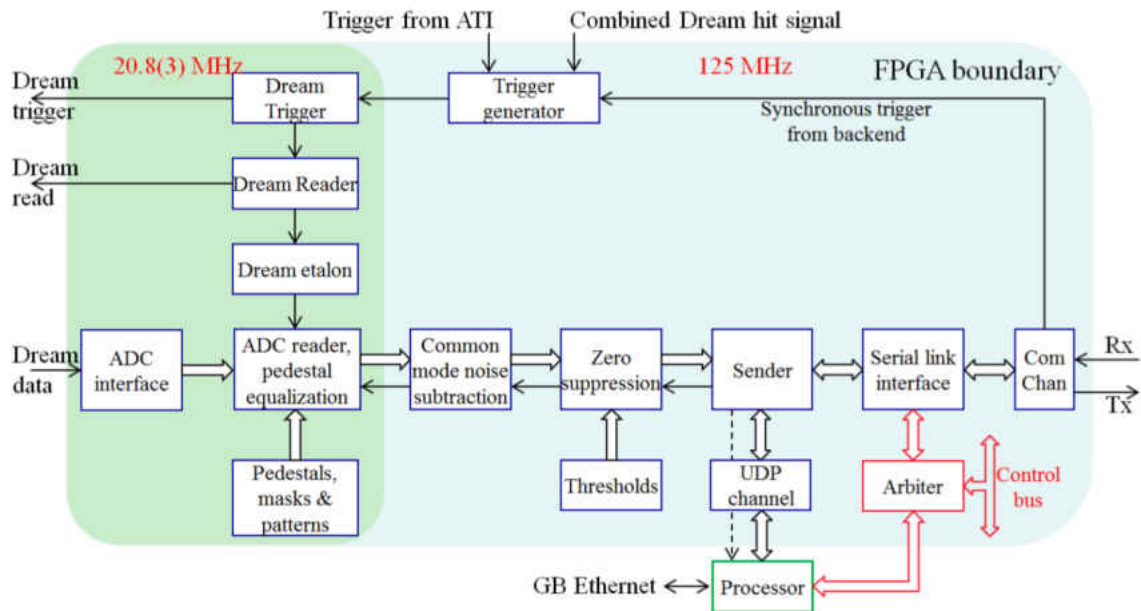 Trigger from ATI
Combined Dream hit signal
20.8(3) MHz
125 MHz
FPGA boundary
Dream
trigger
Dream
Trigger
Trigger
generator
Synchronous trigger
from backend
Dream
read
Dream Reader
Dream etalon
Dream
data
ADC
interface
ADC reader,
pedestal
equalization
Common
mode noise
subtraction
Zero
suppression
Sender
Serial link
interface
Com
Chan
Rx
Tx
Pedestals,
masks &
patterns
Thresholds
UDP
channel
Arbiter
Control
bus
GB Ethernet
Processor